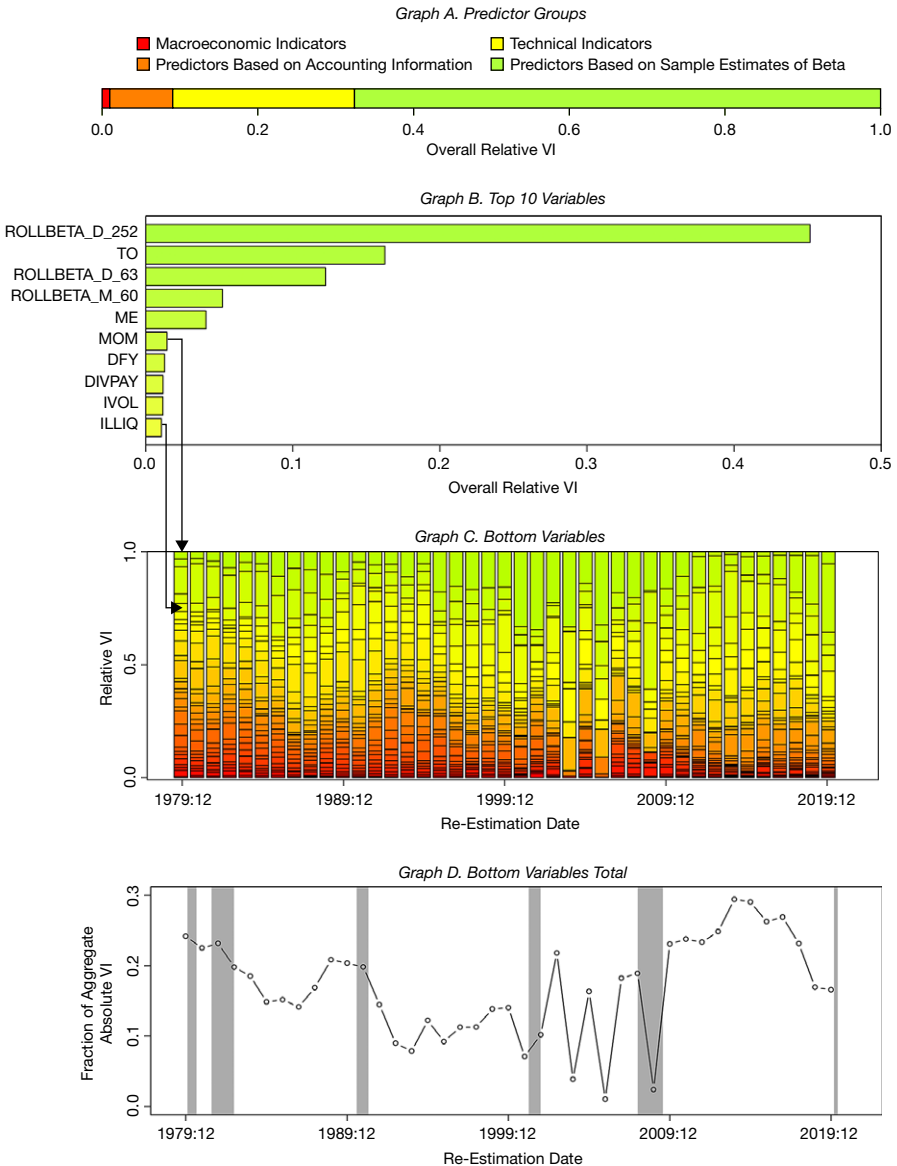 Graph A. Predictor Groups
Macroeconomic Indicators
Technical Indicators
Predictors Based on Accounting Information
Predictors Based on Sample Estimates of Beta
0.0 0.2 0.4 0.6 0.8 1.0
Overall Relative VI
Graph B. Top 10 Variables
ROLLBETA_D_252
TO
ROLLBETA_D_63
ROLLBETA_M_60
ME
MOM
DFY
DIVPAY
IVOL
ILLIQ
0.0 0.1 0.2 0.3 0.4 0.5
Overall Relative VI
Graph C. Bottom Variables
1.0
0.5
0.0
Relative VI
1979:12 1989:12 1999:12 2009:12 2019:12
Re-Estimation Date
Graph D. Bottom Variables Total
0.3
0.2
0.1
0.0
Fraction of Aggregate
Absolute VI
1979:12 1989:12 1999:12 2009:12 2019:12
Re-Estimation Date